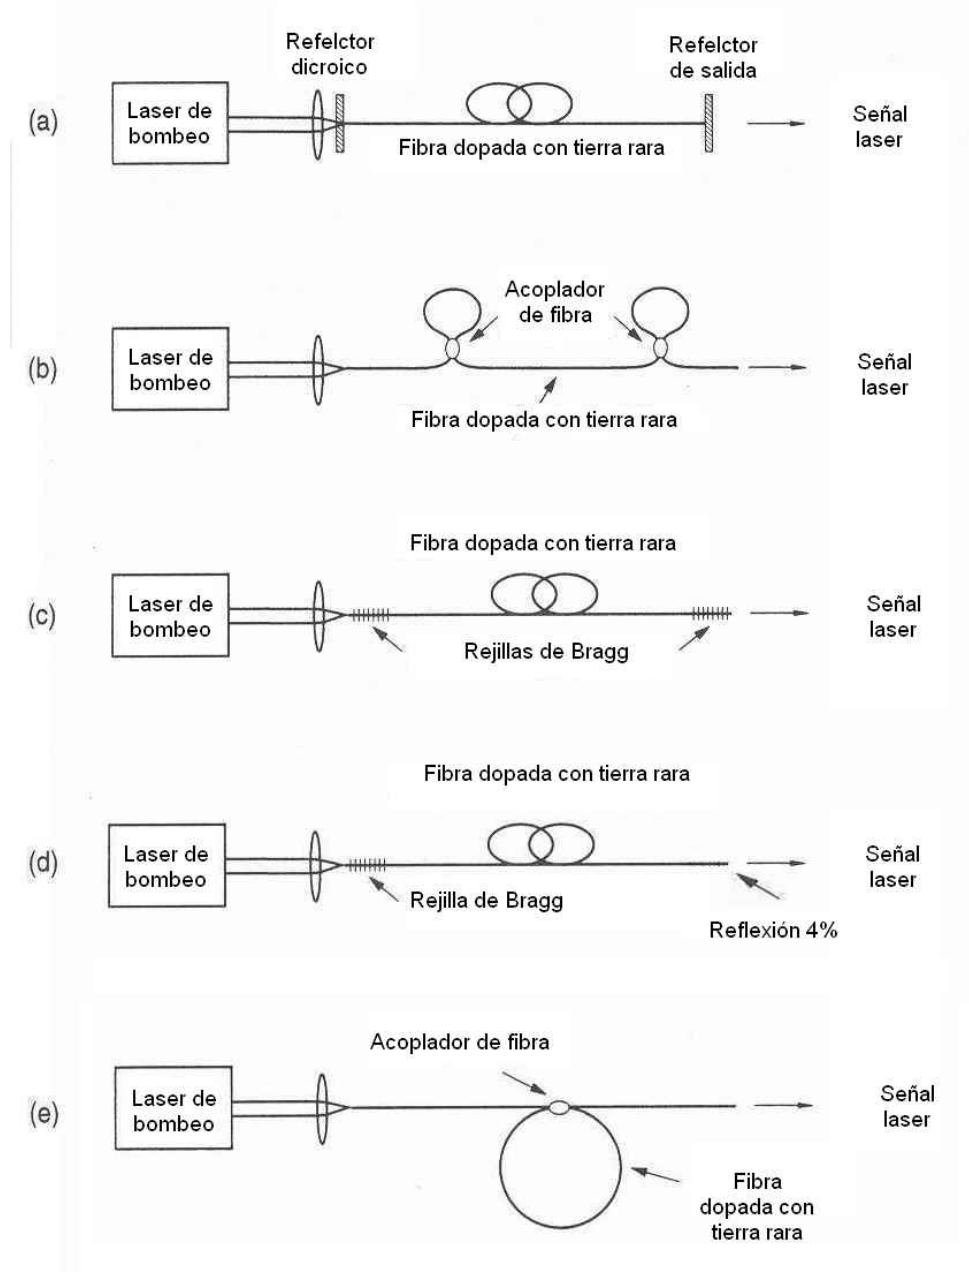 Refelctor
dicroico
Refelctor
de salida
(a)
Laser de
bombeo
Fibra dopada con tierra rara
Señal
laser
Acoplador
de fibra
(b)
Laser de
bombeo
Fibra dopada con tierra rara
Señal
laser
Fibra dopada con tierra rara
(c)
Laser de
bombeo
Rejillas de Bragg
Señal
laser
Fibra dopada con tierra rara
(d)
Laser de
bombeo
Rejilla de Bragg
Reflexión 4%
Señal
laser
Acoplador de fibra
(e)
Laser de
bombeo
Señal
laser
Fibra
dopada con
tierra rara